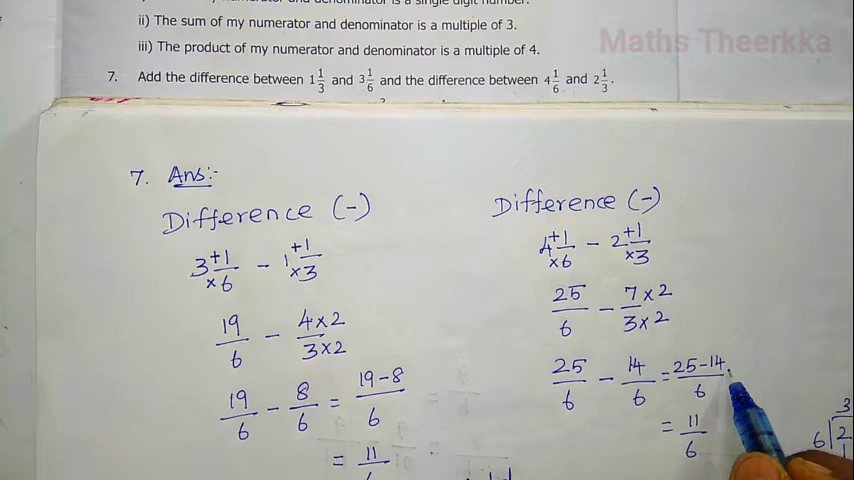 ii) The sum of my numerator and denominator is a multiple of 3.
iii) The product of my numerator and denominator is a multiple of 4.
Maths Theerkka
7. Add the difference between 1 1/3 and 3 1/6 and the difference between 4 1/6 and 2 1/3.
7. Ans:-
Difference (-)
3 +1/×6 - 1 +1/×3
19/6 - 4×2/3×2
19/6 - 8/6 = 19-8/6
= 11/6
Difference (-)
4 +1/×6 - 2 +1/×3
25/6 - 7×2/3×2
25/6 - 14/6 = 25-14/6
= 11/6
3
6 2
1